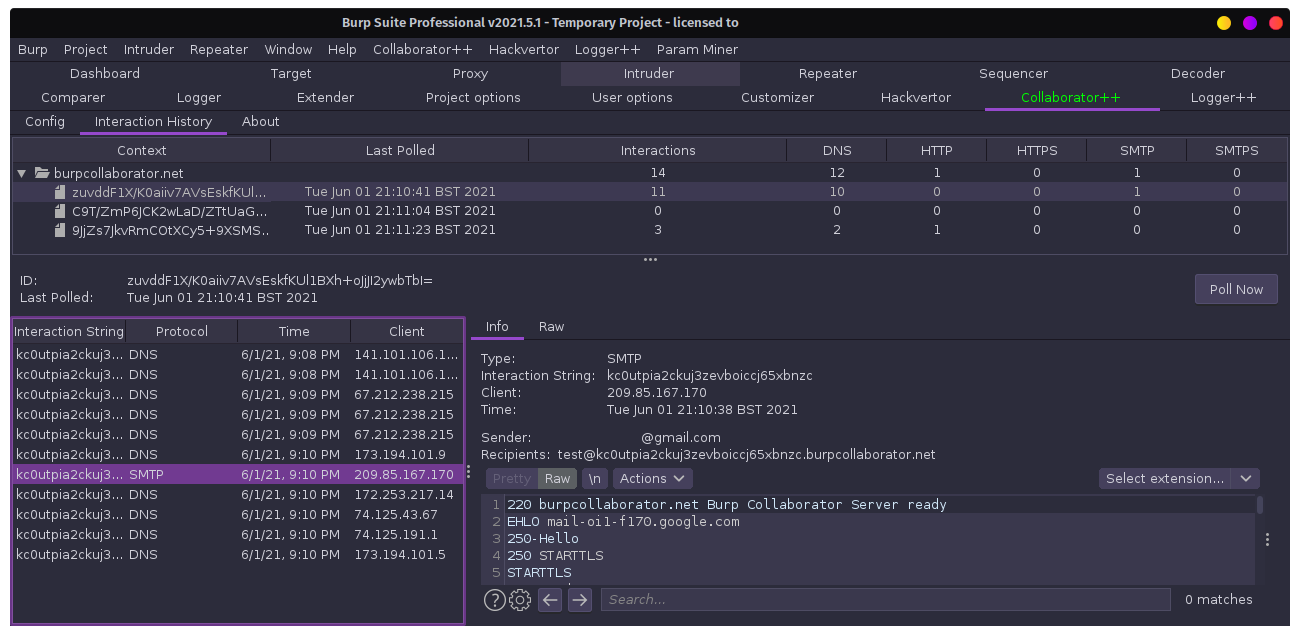 Burp Suite Professional v2021.5.1 - Temporary Project - licensed to
Burp Project Intruder Repeater Window Help Collaborator++ Hackvertor Logger++ Param Miner
Dashboard Target Proxy Intruder Repeater Sequencer Decoder
Comparer Logger Extender Project options User options Customizer Hackvertor Collaborator++ Logger++
Config Interaction History About
Context Last Polled Interactions DNS HTTP HTTPS SMTP SMTPS
burpcollaborator.net 14 12 1 0 1 0
zuvddF1X/K0aiiv7AVsEskfKUl... Tue Jun 01 21:10:41 BST 2021 11 10 0 0 1 0
C9T/ZmP6JCK2wLaD/ZTtUaG... Tue Jun 01 21:11:04 BST 2021 0 0 0 0 0 0
9JjZs7JkvRmCOtXCy5+9XSMS.. Tue Jun 01 21:11:23 BST 2021 3 2 1 0 0 0
ID: zuvddF1X/K0aiiv7AVsEskfKUl1BXh+oJjJI2ywbTbI=
Last Polled: Tue Jun 01 21:10:41 BST 2021
Poll Now
Interaction String Protocol Time Client
kc0utpia2ckuj3... DNS 6/1/21, 9:08 PM 141.101.106.1...
kc0utpia2ckuj3... DNS 6/1/21, 9:08 PM 141.101.106.1...
kc0utpia2ckuj3... DNS 6/1/21, 9:09 PM 67.212.238.215
kc0utpia2ckuj3... DNS 6/1/21, 9:09 PM 67.212.238.215
kc0utpia2ckuj3... DNS 6/1/21, 9:09 PM 67.212.238.215
kc0utpia2ckuj3... DNS 6/1/21, 9:10 PM 173.194.101.9
kc0utpia2ckuj3... SMTP 6/1/21, 9:10 PM 209.85.167.170
kc0utpia2ckuj3... DNS 6/1/21, 9:10 PM 172.253.217.14
kc0utpia2ckuj3... DNS 6/1/21, 9:10 PM 74.125.43.67
kc0utpia2ckuj3... DNS 6/1/21, 9:10 PM 74.125.191.1
kc0utpia2ckuj3... DNS 6/1/21, 9:10 PM 173.194.101.5
Info Raw
Type: SMTP
Interaction String: kc0utpia2ckuj3zevboiccj65xbnzc
Client: 209.85.167.170
Time: Tue Jun 01 21:10:38 BST 2021
Sender: @gmail.com
Recipients: test@kc0utpia2ckuj3zevboiccj65xbnzc.burpcollaborator.net
Pretty Raw \n Actions Select extension...
1 220 burpcollaborator.net Burp Collaborator Server ready
2 EHLO mail-oi1-f170.google.com
3 250-Hello
4 250 STARTTLS
5 STARTTLS
? Search... 0 matches